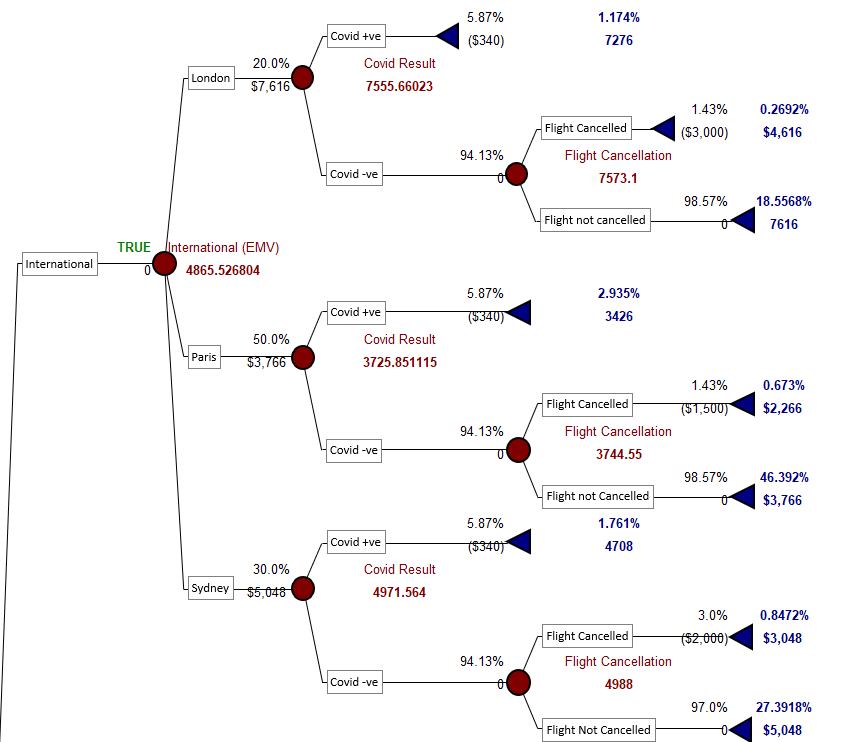 5.87% 1.174%
Covid +ve ($340) 7276
20.0% Covid Result
London $7,616 7555.66023
1.43% 0.2692%
Flight Cancelled ($3,000) $4,616
94.13% Flight Cancellation
Covid -ve 0 7573.1
98.57% 18.5568%
Flight not cancelled 0 7616
TRUE International (EMV)
International 0 4865.526804
5.87% 2.935%
Covid +ve ($340) 3426
50.0% Covid Result
Paris $3,766 3725.851115
1.43% 0.673%
Flight Cancelled ($1,500) $2,266
94.13% Flight Cancellation
Covid -ve 0 3744.55
98.57% 46.392%
Flight not Cancelled 0 $3,766
5.87% 1.761%
Covid +ve ($340) 4708
30.0% Covid Result
Sydney $5,048 4971.564
3.0% 0.8472%
Flight Cancelled ($2,000) $3,048
94.13% Flight Cancellation
Covid -ve 0 4988
97.0% 27.3918%
Flight Not Cancelled 0 $5,048